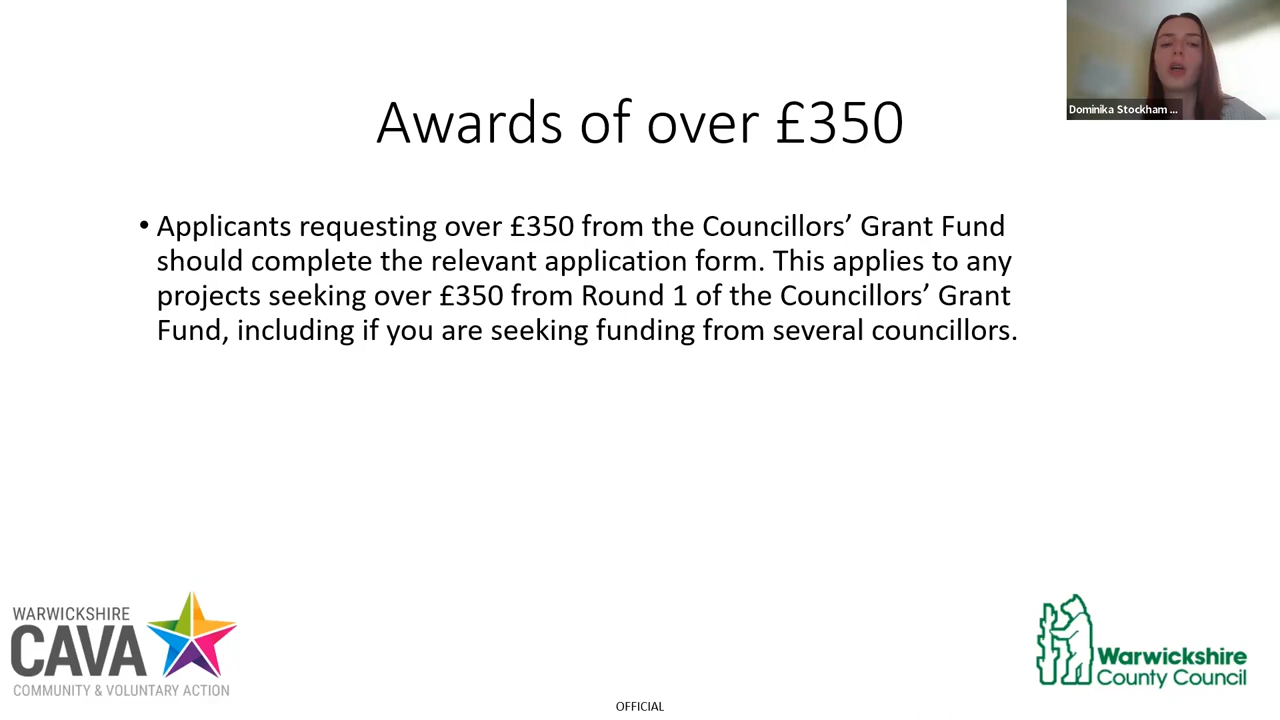 Dominika Stockham ...
Awards of over £350
• Applicants requesting over £350 from the Councillors’ Grant Fund
should complete the relevant application form. This applies to any
projects seeking over £350 from Round 1 of the Councillors’ Grant
Fund, including if you are seeking funding from several councillors.
WARWICKSHIRE
CAVA
COMMUNITY & VOLUNTARY ACTION
Warwickshire
County Council
OFFICIAL